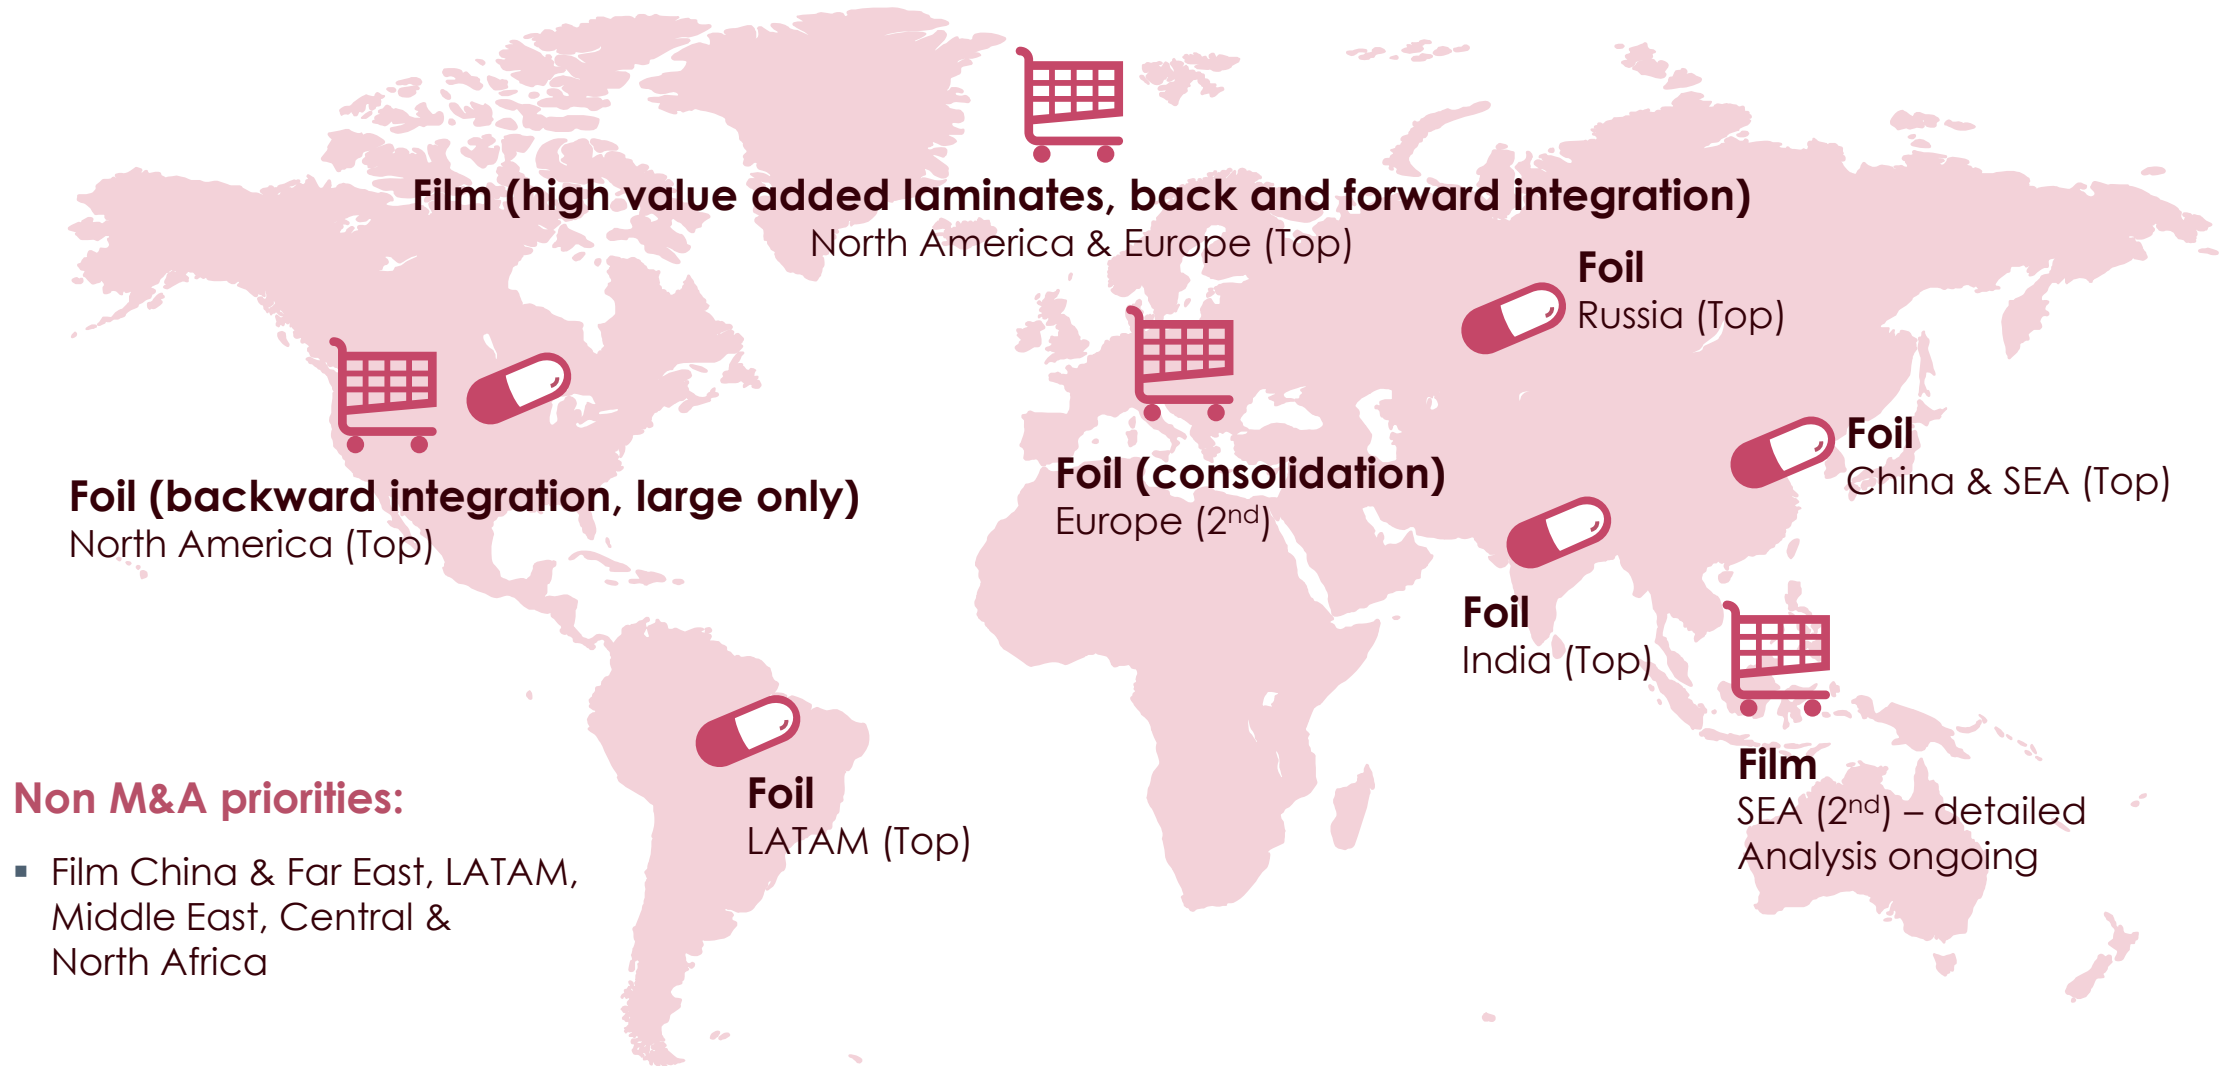 Film (high value added laminates, back and forward integration)
North America & Europe (Top)
Foil
Russia (Top)
Foil
China & SEA (Top)
Foil (consolidation)
Europe (2nd)
Foil (backward integration, large only)
North America (Top)
Foil
India (Top)
Film
SEA (2nd) – detailed
Analysis ongoing
Foil
LATAM (Top)
Non M&A priorities:
▪ Film China & Far East, LATAM,
Middle East, Central &
North Africa